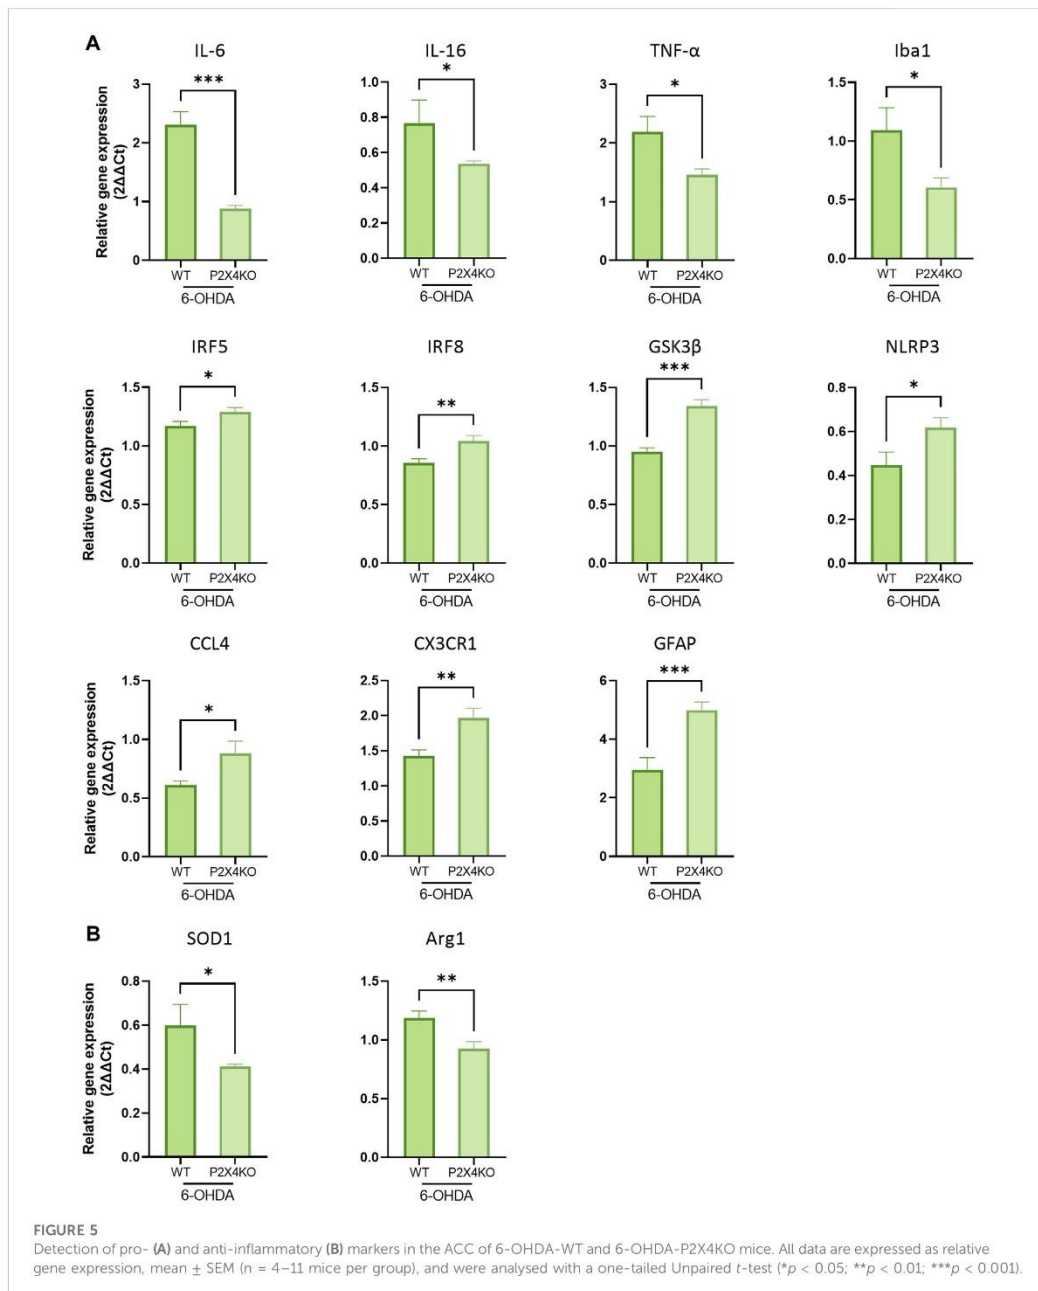 A
IL-6
IL-16
TNF-α
Iba1
Relative gene expression
(2ΔΔCt)
***
*
*
*
3
2
1
0
1.0
0.8
0.6
0.4
0.2
0.0
3
2
1
0
1.5
1.0
0.5
0.0
WT P2X4KO
WT P2X4KO
WT P2X4KO
WT P2X4KO
6-OHDA
6-OHDA
6-OHDA
6-OHDA
IRF5
IRF8
GSK3β
NLRP3
Relative gene expression
(2ΔΔCt)
*
**
***
*
1.5
1.0
0.5
0.0
1.5
1.0
0.5
0.0
1.5
1.0
0.5
0.0
0.8
0.6
0.4
0.2
0.0
WT P2X4KO
WT P2X4KO
WT P2X4KO
WT P2X4KO
6-OHDA
6-OHDA
6-OHDA
6-OHDA
CCL4
CX3CR1
GFAP
Relative gene expression
(2ΔΔCt)
*
**
***
1.5
1.0
0.5
0.0
2.5
2.0
1.5
1.0
0.5
0.0
6
4
2
0
WT P2X4KO
WT P2X4KO
WT P2X4KO
6-OHDA
6-OHDA
6-OHDA
B
SOD1
Arg1
Relative gene expression
(2ΔΔCt)
*
**
0.8
0.6
0.4
0.2
0.0
1.5
1.0
0.5
0.0
WT P2X4KO
WT P2X4KO
6-OHDA
6-OHDA
FIGURE 5
Detection of pro- (A) and anti-inflammatory (B) markers in the ACC of 6-OHDA-WT and 6-OHDA-P2X4KO mice. All data are expressed as relative
gene expression, mean ± SEM (n = 4–11 mice per group), and were analysed with a one-tailed Unpaired t-test (*p < 0.05; **p < 0.01; ***p < 0.001).